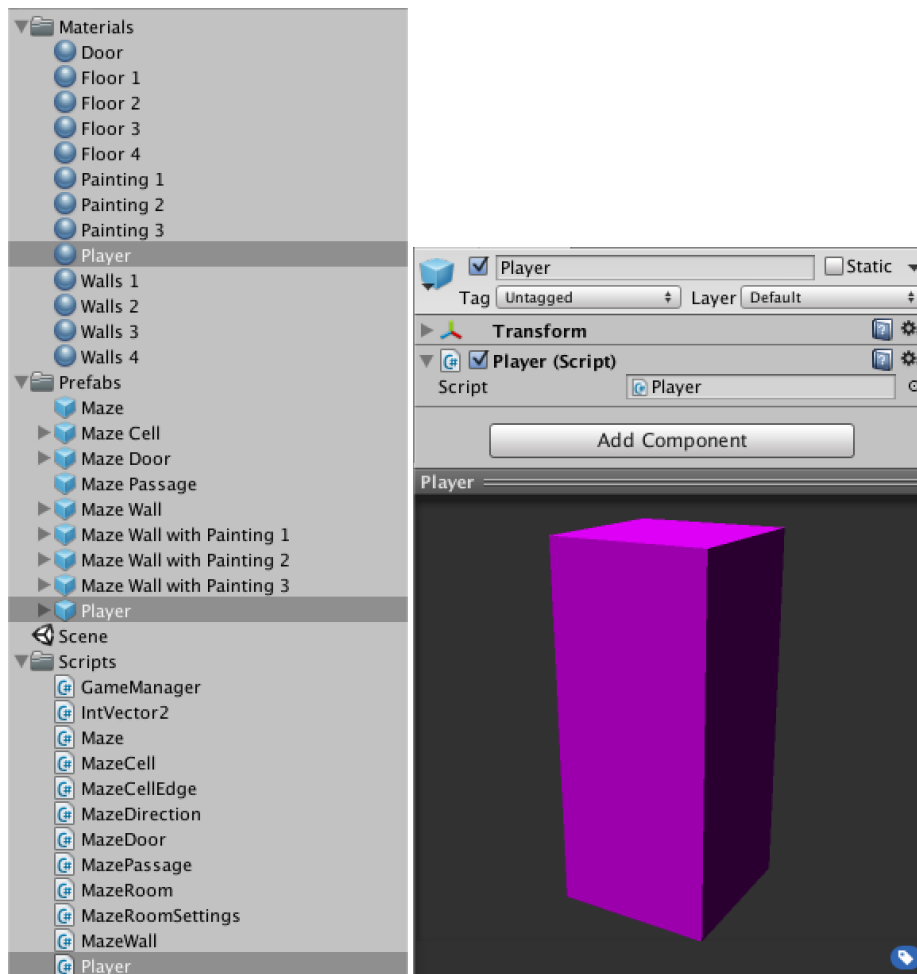 Materials
Door
Floor 1
Floor 2
Floor 3
Floor 4
Painting 1
Painting 2
Painting 3
Player
Walls 1
Walls 2
Walls 3
Walls 4
Prefabs
Maze
Maze Cell
Maze Door
Maze Passage
Maze Wall
Maze Wall with Painting 1
Maze Wall with Painting 2
Maze Wall with Painting 3
Player
Scene
Scripts
GameManager
IntVector2
Maze
MazeCell
MazeCellEdge
MazeDirection
MazeDoor
MazePassage
MazeRoom
MazeRoomSettings
MazeWall
Player
Player Static
Tag Untagged Layer Default
Transform
Player (Script)
Script Player
Add Component
Player